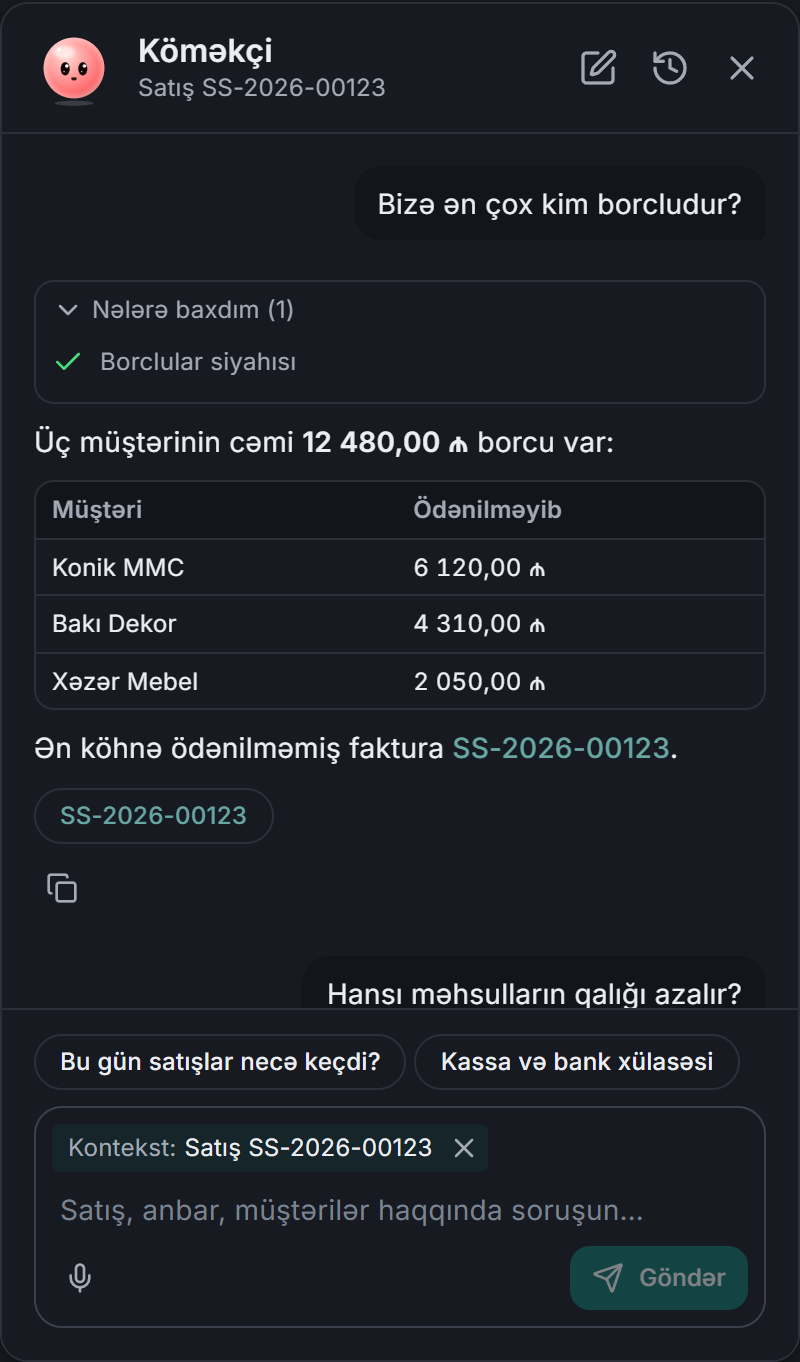 Köməkçi
Satış SS-2026-00123
Bizə ən çox kim borcludur?
Nələrə baxdım (1)
Borclular siyahısı
Üç müştərinin cəmi 12 480,00 ₼ borcu var:
Müştəri Ödənilməyib
Konik MMC 6 120,00 ₼
Bakı Dekor 4 310,00 ₼
Xəzər Mebel 2 050,00 ₼
Ən köhnə ödənilməmiş faktura SS-2026-00123.
SS-2026-00123
Hansı məhsulların qalığı azalır?
Bu gün satışlar necə keçdi? Kassa və bank xülasəsi
Kontekst: Satış SS-2026-00123
Satış, anbar, müştərilər haqqında soruşun...
Göndər